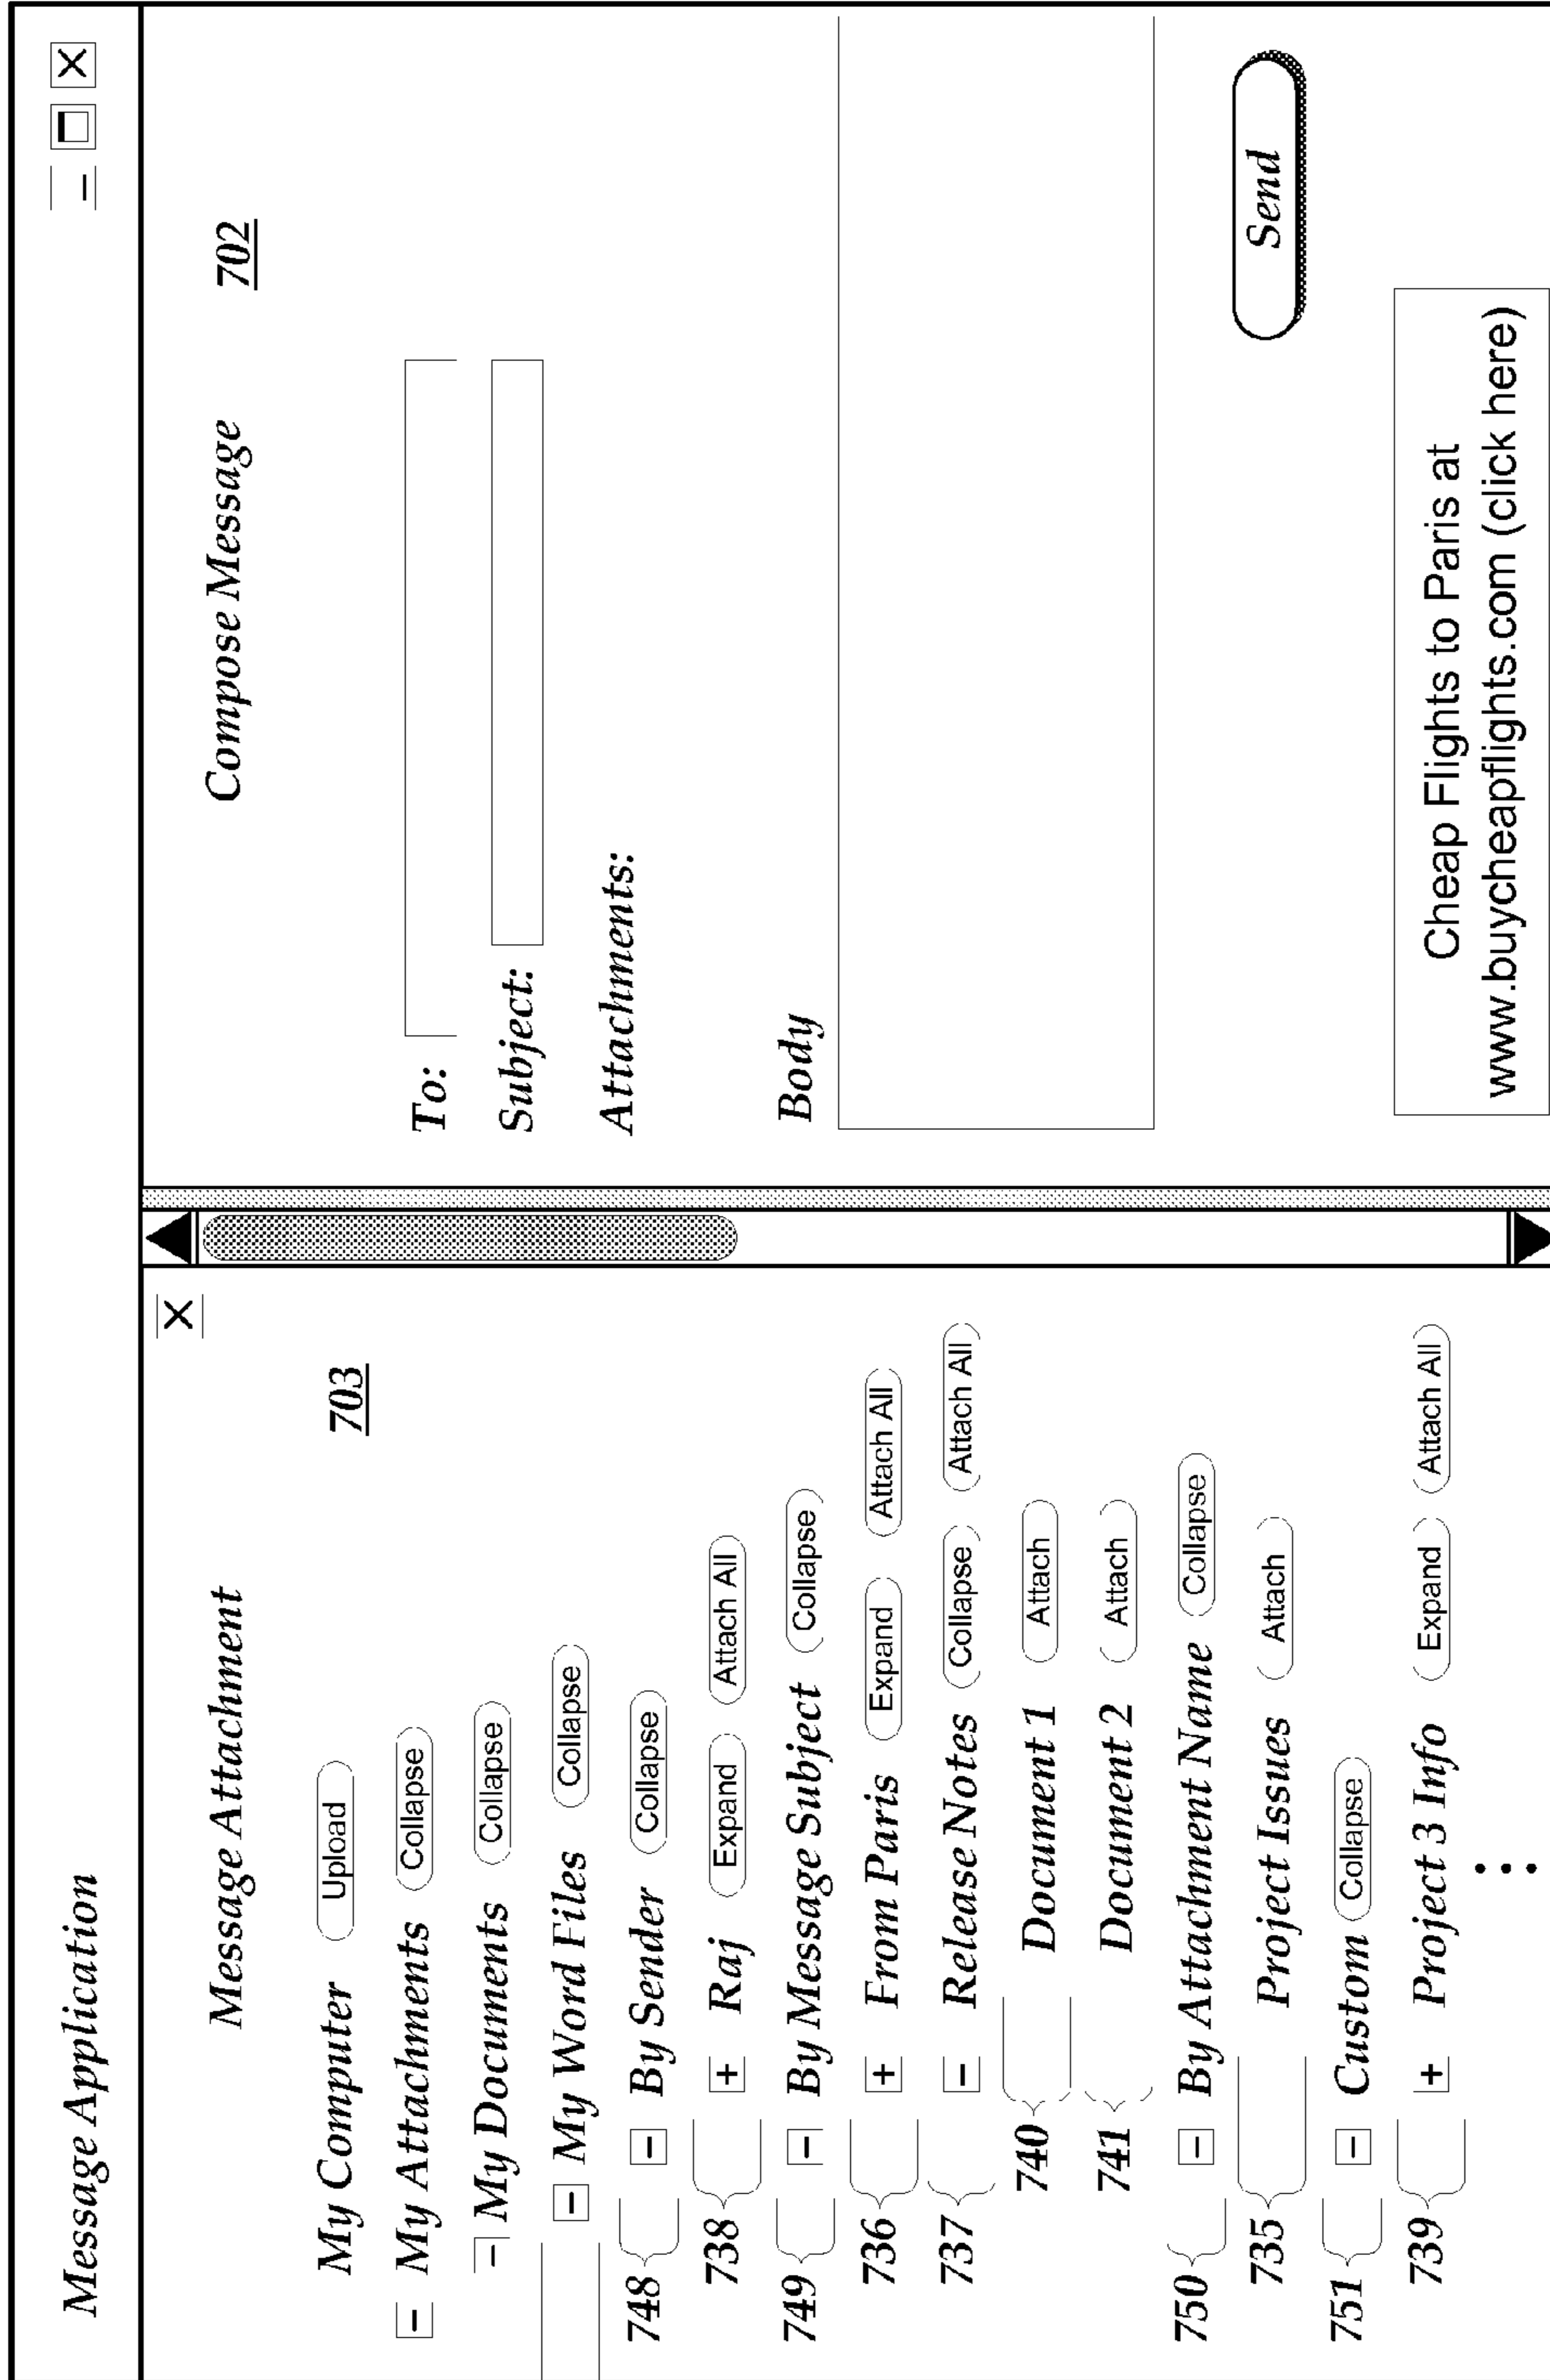 Message Application
Message Attachment
703
My Computer Upload
My Attachments Collapse
My Documents Collapse
My Word Files Collapse
748 By Sender Collapse
738 Raj Expand Attach All
749 By Message Subject Collapse
736 From Paris Expand Attach All
737 Release Notes Collapse Attach All
740 Document 1 Attach
741 Document 2 Attach
750 By Attachment Name Collapse
735 Project Issues Attach
751 Custom Collapse
739 Project 3 Info Expand Attach All
Compose Message 702
To:
Subject:
Attachments:
Body
Send
Cheap Flights to Paris at
www.buycheapflights.com (click here)